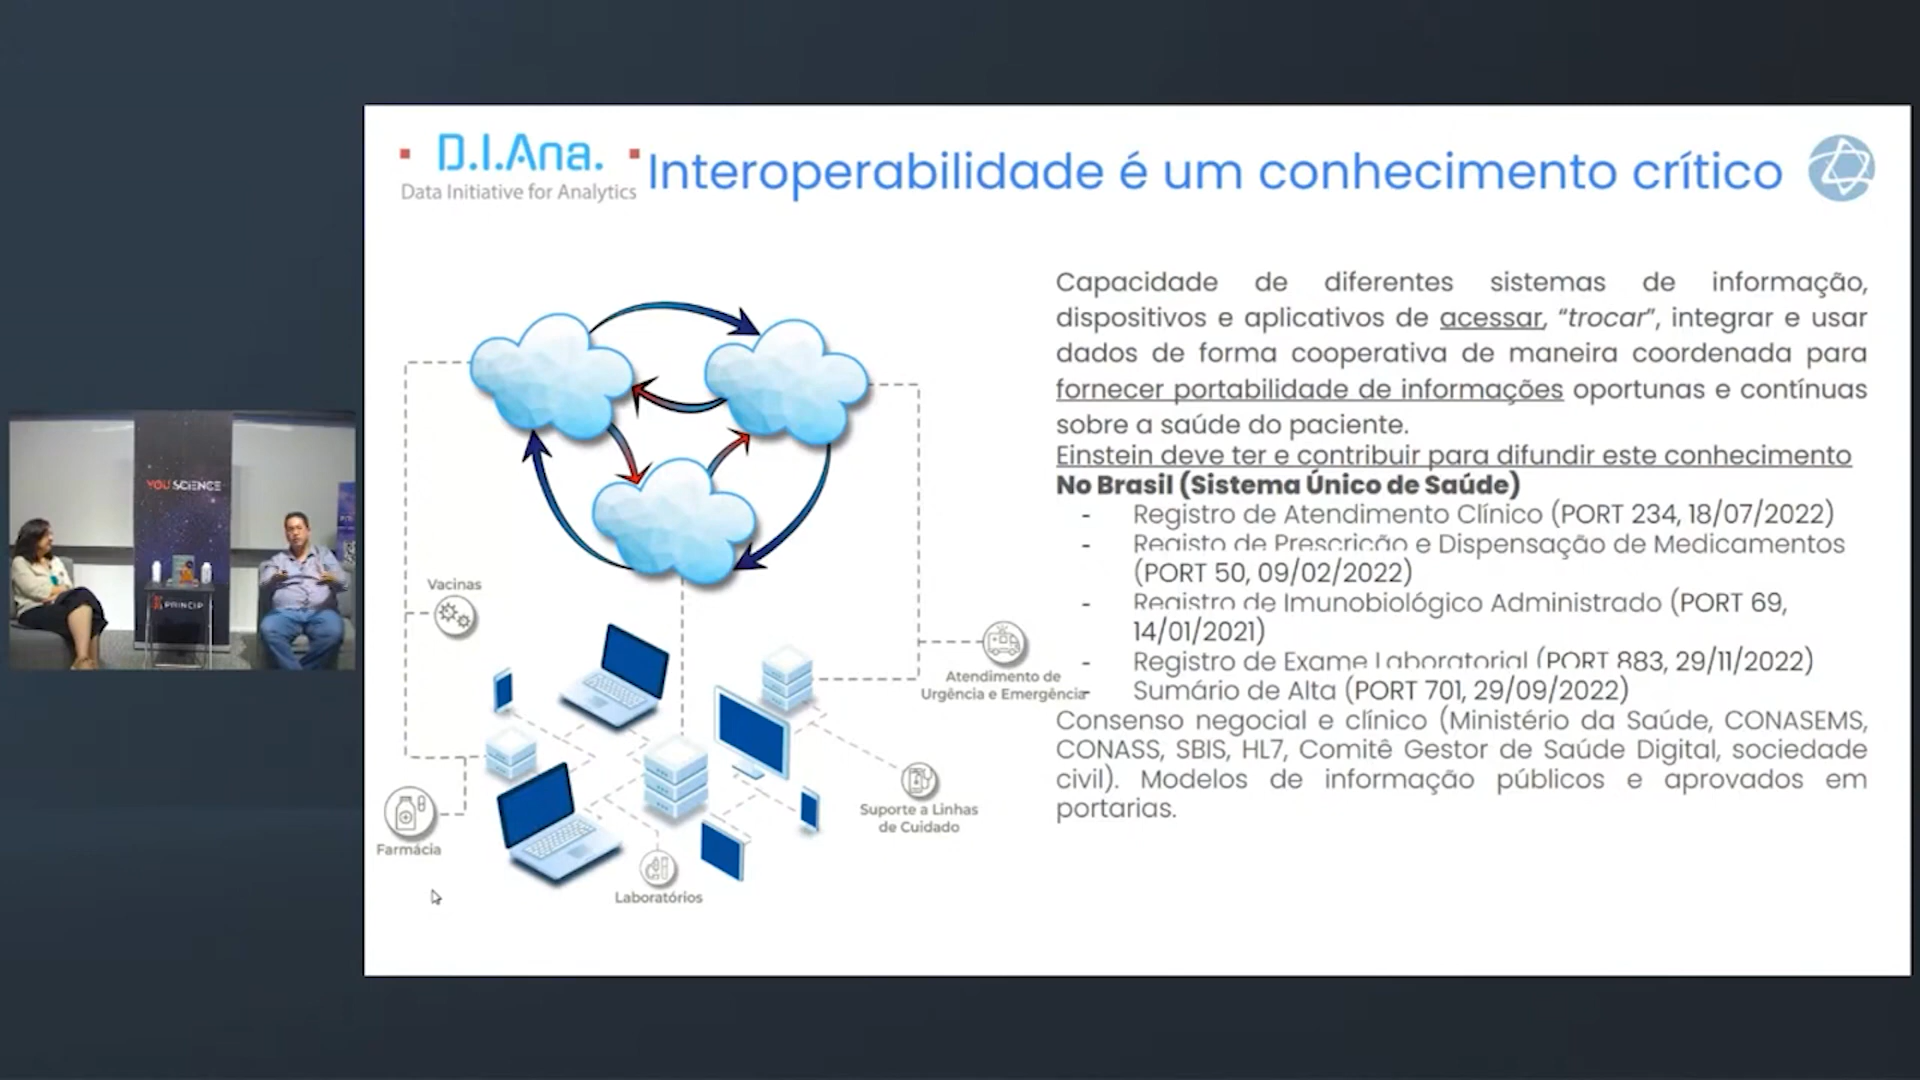 D.I.Ana.
Data Initiative for Analytics
Interoperabilidade é um conhecimento crítico
Capacidade de diferentes sistemas de informação,
dispositivos e aplicativos de acessar, “trocar”, integrar e usar
dados de forma cooperativa de maneira coordenada para
fornecer portabilidade de informações oportunas e contínuas
sobre a saúde do paciente.
Einstein deve ter e contribuir para difundir este conhecimento
No Brasil (Sistema Único de Saúde)
- Registro de Atendimento Clínico (PORT 234, 18/07/2022)
- Registo de Prescrição e Dispensação de Medicamentos
(PORT 50, 09/02/2022)
- Registro de Imunobiológico Administrado (PORT 69,
14/01/2021)
- Registro de Exame Laboratorial (PORT 883, 29/11/2022)
- Sumário de Alta (PORT 701, 29/09/2022)
Consenso negocial e clínico (Ministério da Saúde, CONASEMS,
CONASS, SBIS, HL7, Comitê Gestor de Saúde Digital, sociedade
civil). Modelos de informação públicos e aprovados em
portarias.
Vacinas
Atendimento de
Urgência e Emergência
Suporte a Linhas
de Cuidado
Farmácia
Laboratórios
YOU SCIENCE
PRINCIP